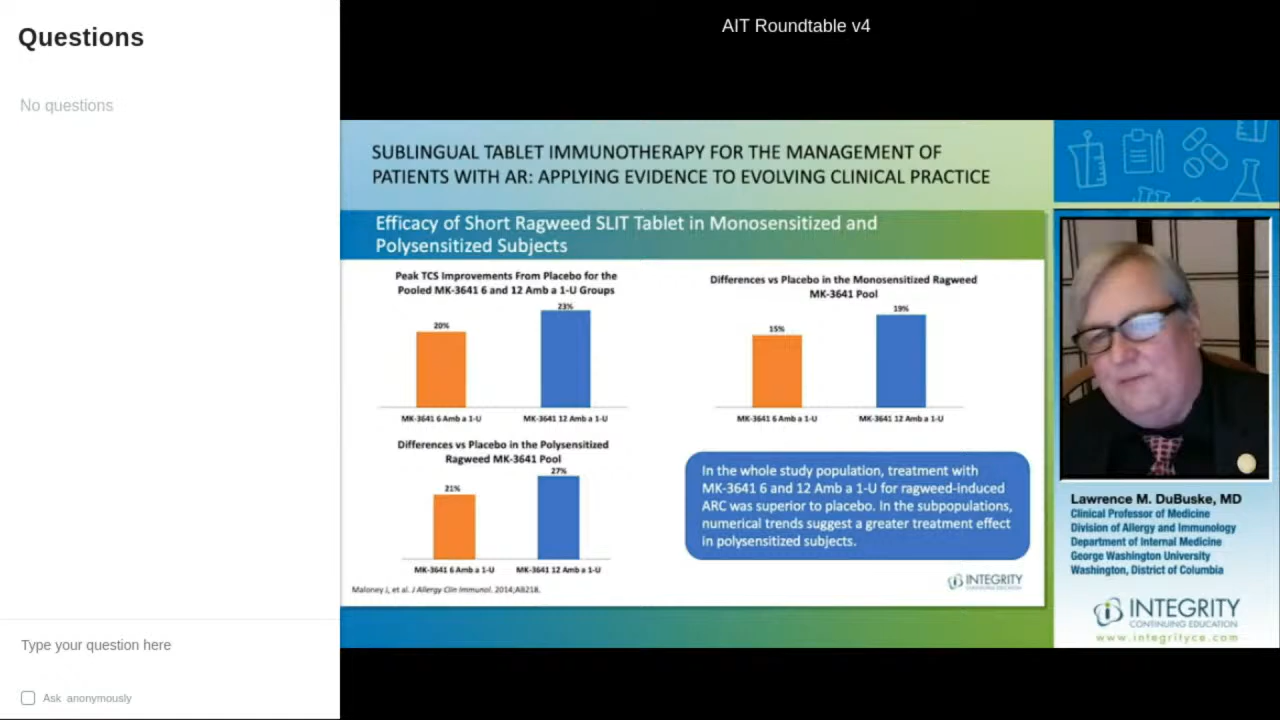 Questions
No questions
Type your question here
Ask anonymously
AIT Roundtable v4
SUBLINGUAL TABLET IMMUNOTHERAPY FOR THE MANAGEMENT OF
PATIENTS WITH AR: APPLYING EVIDENCE TO EVOLVING CLINICAL PRACTICE
Efficacy of Short Ragweed SLIT Tablet in Monosensitized and
Polysensitized Subjects
Peak TCS Improvements From Placebo for the
Pooled MK-3641 6 and 12 Amb a 1-U Groups
20%
23%
MK-3641 6 Amb a 1-U
MK-3641 12 Amb a 1-U
Differences vs Placebo in the Monosensitized Ragweed
MK-3641 Pool
15%
19%
MK-3641 6 Amb a 1-U
MK-3641 12 Amb a 1-U
Differences vs Placebo in the Polysensitized
Ragweed MK-3641 Pool
21%
27%
MK-3641 6 Amb a 1-U
MK-3641 12 Amb a 1-U
In the whole study population, treatment with
MK-3641 6 and 12 Amb a 1-U for ragweed-induced
ARC was superior to placebo. In the subpopulations,
numerical trends suggest a greater treatment effect
in polysensitized subjects.
Maloney J, et al. J Allergy Clin Immunol. 2014;AB218.
INTEGRITY
CONTINUING EDUCATION
Lawrence M. DuBuske, MD
Clinical Professor of Medicine
Division of Allergy and Immunology
Department of Internal Medicine
George Washington University
Washington, District of Columbia
INTEGRITY
CONTINUING EDUCATION
www.integrityce.com